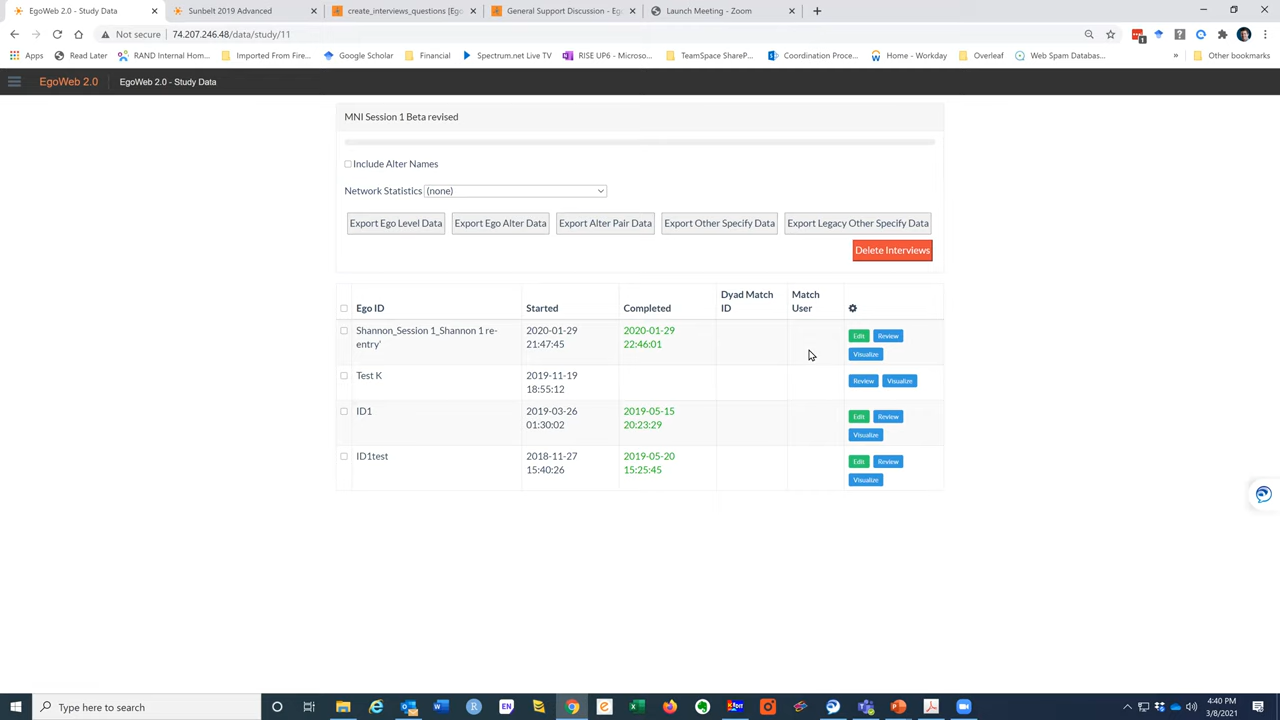 EgoWeb 2.0 - Study Data
Sunbelt 2019 Advanced
create_interviews_questions [Ego
General Support Discussion - Eg
Launch Meeting - Zoom
Not secure 74.207.246.48/data/study/11
Apps Read Later RAND Internal Hom... Imported From Firef... Google Scholar Financial Spectrum.net Live TV RISE UP6 - Microso... TeamSpace ShareP... Coordination Proce... Home - Workday Overleaf Web Spam Databas... » Other bookmarks
EgoWeb 2.0 EgoWeb 2.0 - Study Data
MNI Session 1 Beta revised
Include Alter Names
Network Statistics (none)
Export Ego Level Data Export Ego Alter Data Export Alter Pair Data Export Other Specify Data Export Legacy Other Specify Data
Delete Interviews
Ego ID Started Completed Dyad Match ID Match User
Shannon_Session 1_Shannon 1 re-entry' 2020-01-29 21:47:45 2020-01-29 22:46:01 Edit Review Visualize
Test K 2019-11-19 18:55:12 Review Visualize
ID1 2019-03-26 01:30:02 2019-05-15 20:23:29 Edit Review Visualize
ID1test 2018-11-27 15:40:26 2019-05-20 15:25:45 Edit Review Visualize
Type here to search
EN
4:40 PM
3/8/2021